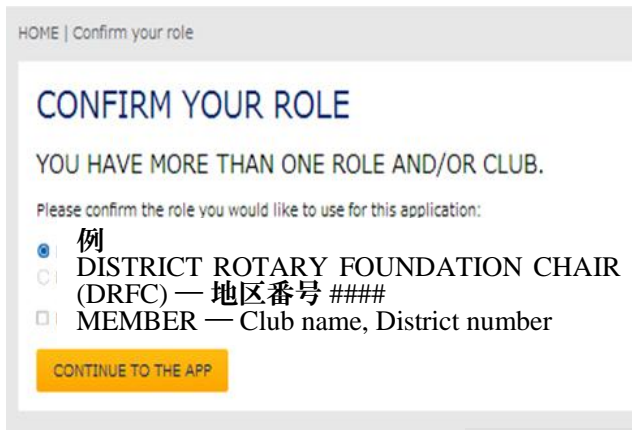 HOME | Confirm your role
CONFIRM YOUR ROLE
YOU HAVE MORE THAN ONE ROLE AND/OR CLUB.
Please confirm the role you would like to use for this application:
例
DISTRICT ROTARY FOUNDATION CHAIR
(DRFC) — 地区番号 ####
MEMBER — Club name, District number
CONTINUE TO THE APP